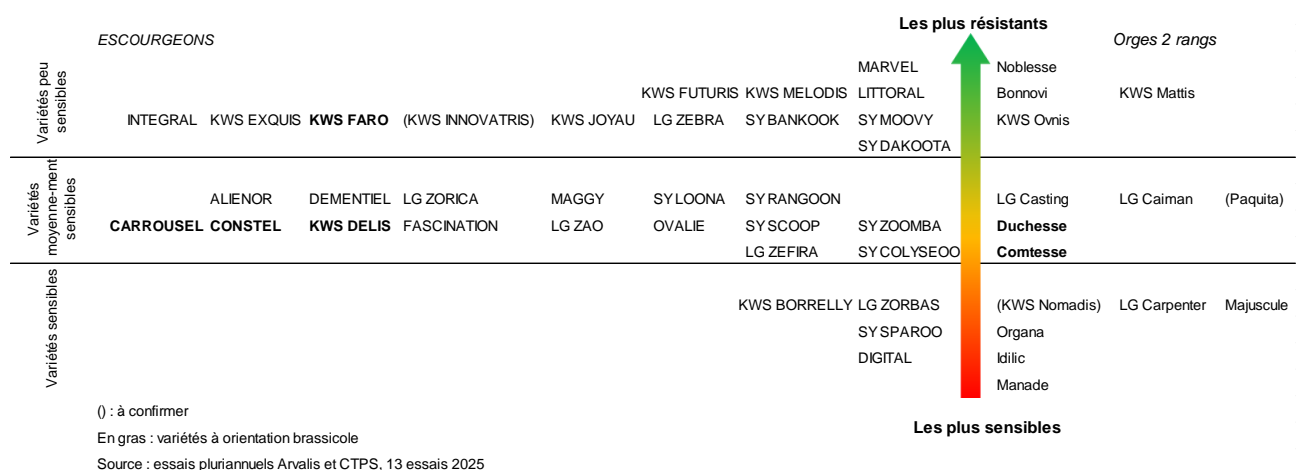 Les plus résistants
ESCOURGEONS
Orges 2 rangs
Variétés peu
sensibles
MARVEL Noblesse
KWS FUTURIS KWS MELODIS LITTORAL Bonnovi KWS Mattis
INTEGRAL KWS EXQUIS KWS FARO (KWS INNOVATRIS) KWS JOYAU LG ZEBRA SY BANKOOK SY MOOVY KWS Ovnis
SY DAKOOTA
Variétés
moyenne-ment
sensibles
ALIENOR DEMENTIEL LG ZORICA MAGGY SY LOONA SY RANGOON LG Casting LG Caiman (Paquita)
CARROUSEL CONSTEL KWS DELIS FASCINATION LG ZAO OVALIE SY SCOOP SY ZOOMBA Duchesse
LG ZEFIRA SY COLYSEOO Comtesse
Variétés sensibles
KWS BORRELLY LG ZORBAS (KWS Nomadis) LG Carpenter Majuscule
SY SPAROO Organa
DIGITAL Idilic
Manade
() : à confirmer
Les plus sensibles
En gras : variétés à orientation brassicole
Source : essais pluriannuels Arvalis et CTPS, 13 essais 2025